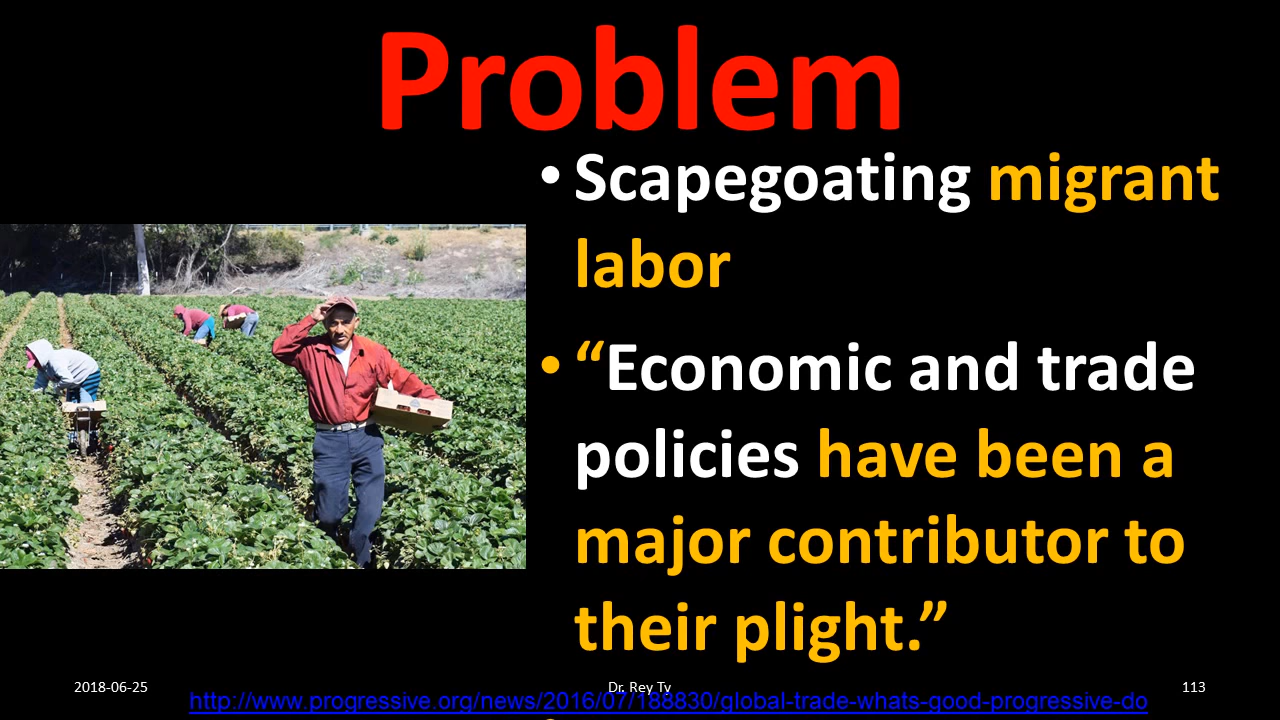 Problem
• Scapegoating migrant
labor
• “Economic and trade
policies have been a
major contributor to
their plight.”
2018-06-25
Dr. Rey Ty
113
http://www.progressive.org/news/2016/07/188830/global-trade-whats-good-progressive-do